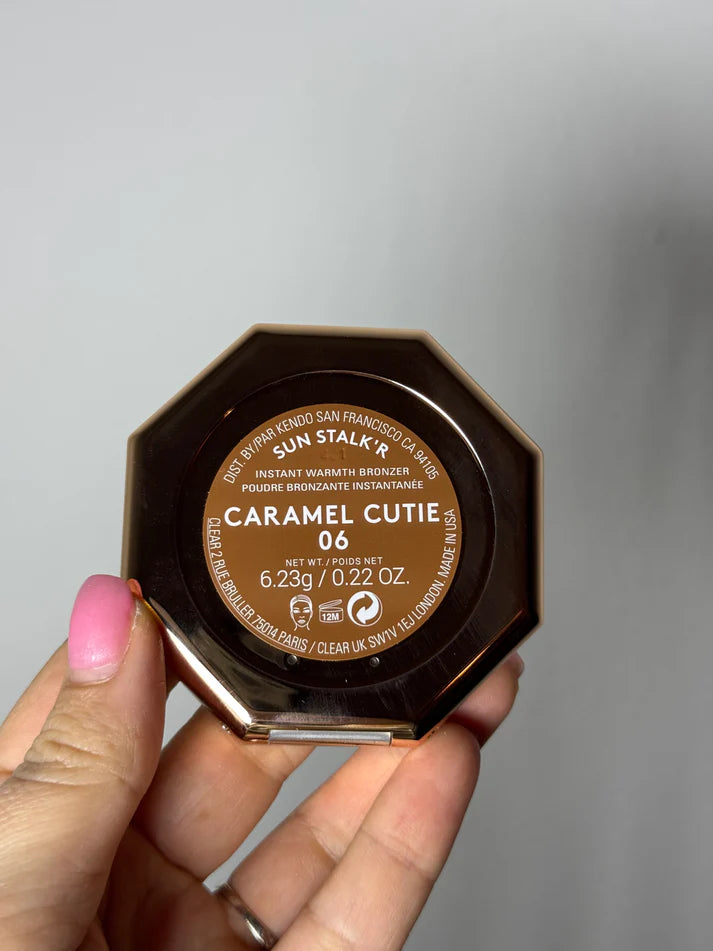 DIST. BY/PAR KENDO SAN FRANCISCO CA 94105
SUN STALK'R
INSTANT WARMTH BRONZER
POUDRE BRONZANTE INSTANTANÉE
CARAMEL CUTIE
06
NET WT. / POIDS NET
6.23g / 0.22 OZ.
12M
CLEAR 2 RUE BRULLER 75014 PARIS / CLEAR UK SW1V 1EJ LONDON. MADE IN USA